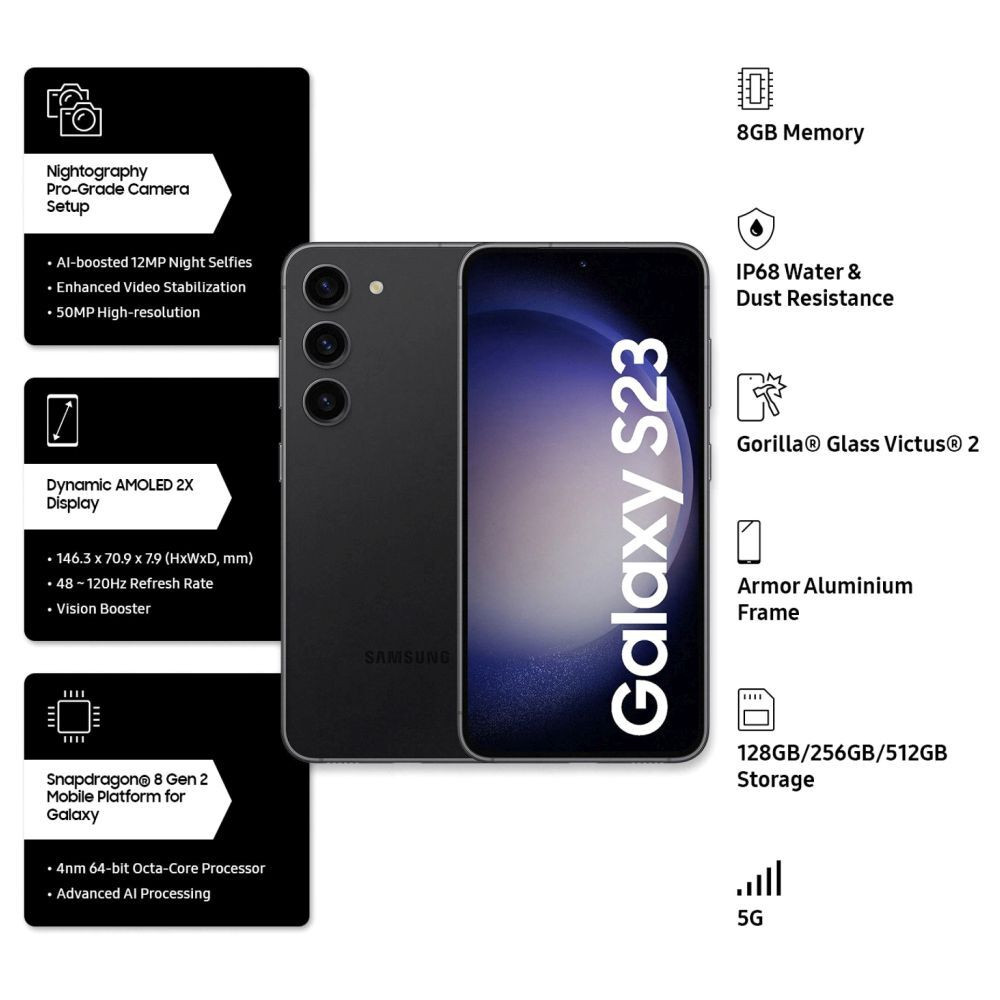 Nightography
Pro-Grade Camera
Setup
• AI-boosted 12MP Night Selfies
• Enhanced Video Stabilization
• 50MP High-resolution
Dynamic AMOLED 2X
Display
• 146.3 x 70.9 x 7.9 (HxWxD, mm)
• 48 ~ 120Hz Refresh Rate
• Vision Booster
Snapdragon® 8 Gen 2
Mobile Platform for
Galaxy
• 4nm 64-bit Octa-Core Processor
• Advanced AI Processing
SAMSUNG
Galaxy S23
8GB Memory
IP68 Water &
Dust Resistance
Gorilla® Glass Victus® 2
Armor Aluminium
Frame
128GB/256GB/512GB
Storage
5G